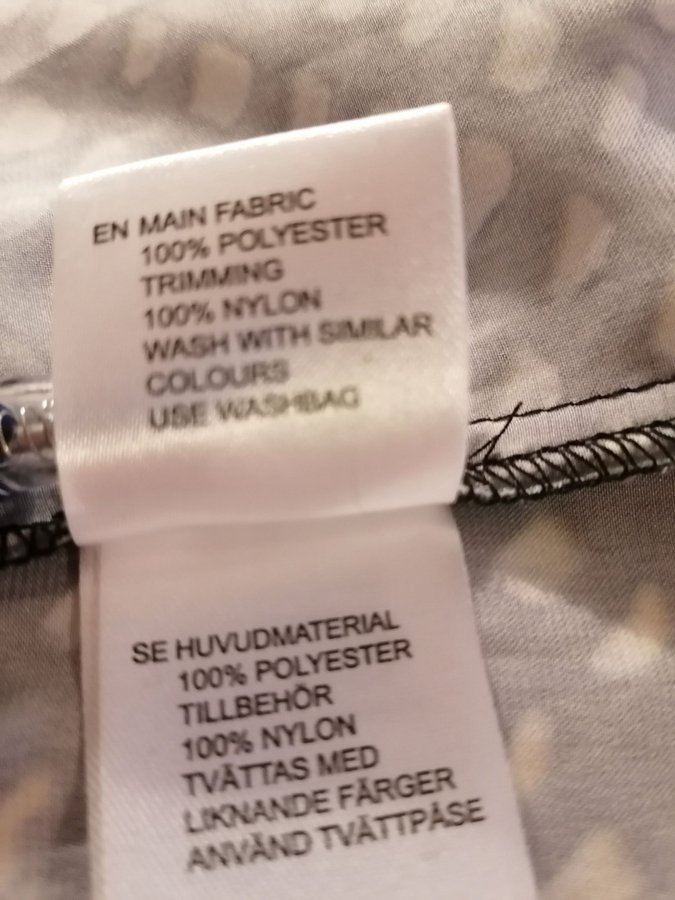 EN MAIN FABRIC
100% POLYESTER
TRIMMING
100% NYLON
WASH WITH SIMILAR
COLOURS
USE WASHBAG
SE HUVUDMATERIAL
100% POLYESTER
TILLBEHÖR
100% NYLON
TVÄTTAS MED
LIKNANDE FÄRGER
ANVÄND TVÄTTPÅSE